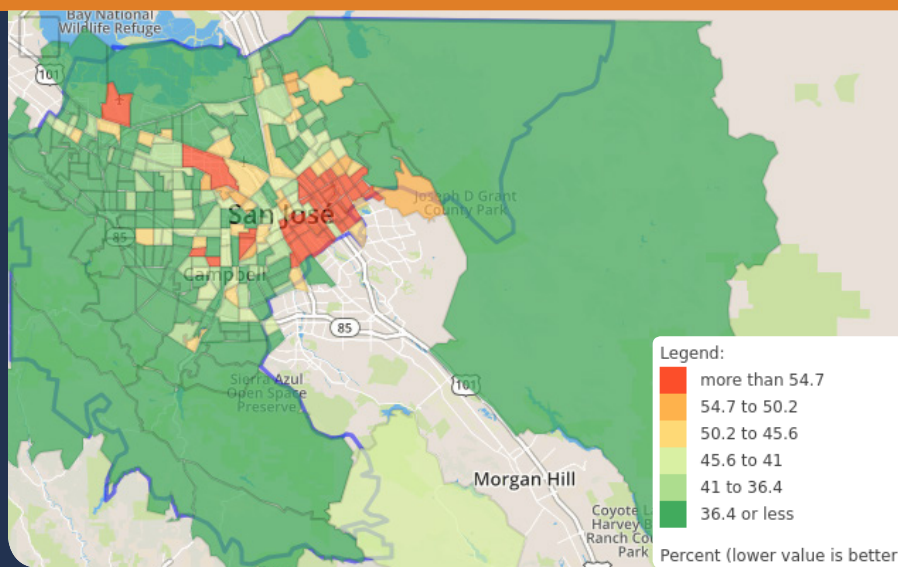 Bay National
Wildlife Refuge
101
Joseph D Grant
County Park
San José
85
Campbell
85
Sierra Azul
Open Space
Preserve
101
Morgan Hill
Coyote L
Harvey B
Ranch Cou
Park
Legend:
more than 54.7
54.7 to 50.2
50.2 to 45.6
45.6 to 41
41 to 36.4
36.4 or less
Percent (lower value is better